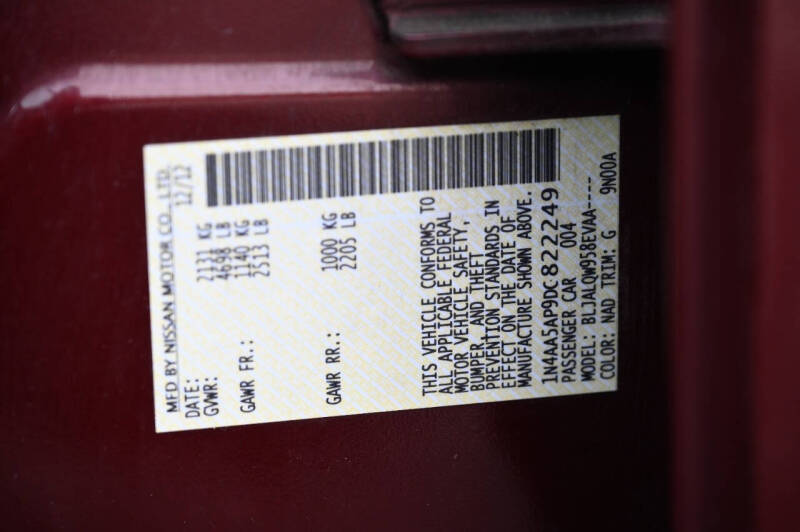 MFD BY NISSAN MOTOR CO., LTD.
DATE: 12/12
GVWR: 2131 KG
4698 LB
GAWR FR.: 1140 KG
2513 LB
GAWR RR.: 1000 KG
2205 LB
THIS VEHICLE CONFORMS TO
ALL APPLICABLE FEDERAL
MOTOR VEHICLE SAFETY,
BUMPER, AND THEFT
PREVENTION STANDARDS IN
EFFECT ON THE DATE OF
MANUFACTURE SHOWN ABOVE.
1N4AA5AP9DC822249
PASSENGER CAR 004
MODEL: BLJALQW958EVAA----
COLOR: NAD TRIM: G 9N00A